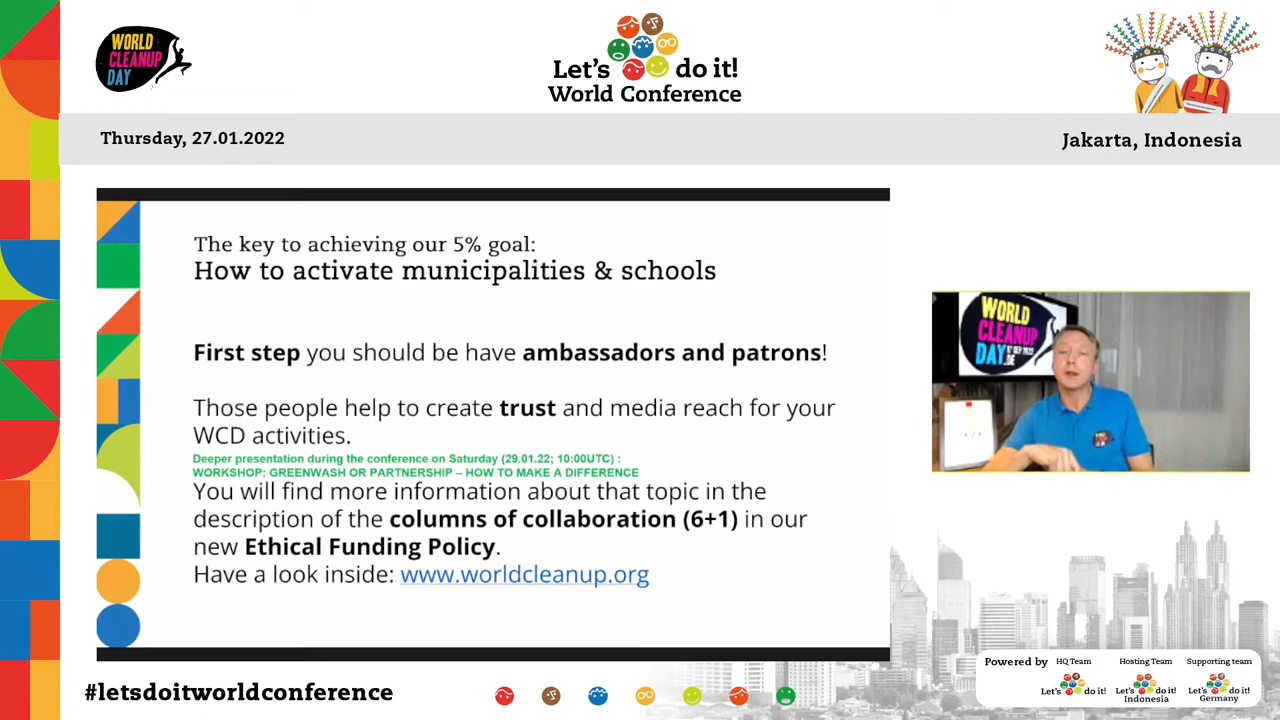 WORLD
CLEANUP
DAY
Let's do it!
World Conference
Thursday, 27.01.2022
Jakarta, Indonesia
The key to achieving our 5% goal:
How to activate municipalities & schools
First step you should be have ambassadors and patrons!
Those people help to create trust and media reach for your
WCD activities.
Deeper presentation during the conference on Saturday (29.01.22; 10:00UTC) :
WORKSHOP: GREENWASH OR PARTNERSHIP – HOW TO MAKE A DIFFERENCE
You will find more information about that topic in the
description of the columns of collaboration (6+1) in our
new Ethical Funding Policy.
Have a look inside: www.worldcleanup.org
WORLD
CLEANUP
DAY
17 SEP 2022
.DE
#letsdoitworldconference
Powered by
HQ Team
Hosting Team
Supporting team
Let's do it!
Let's do it!
Indonesia
Let's do it!
Germany